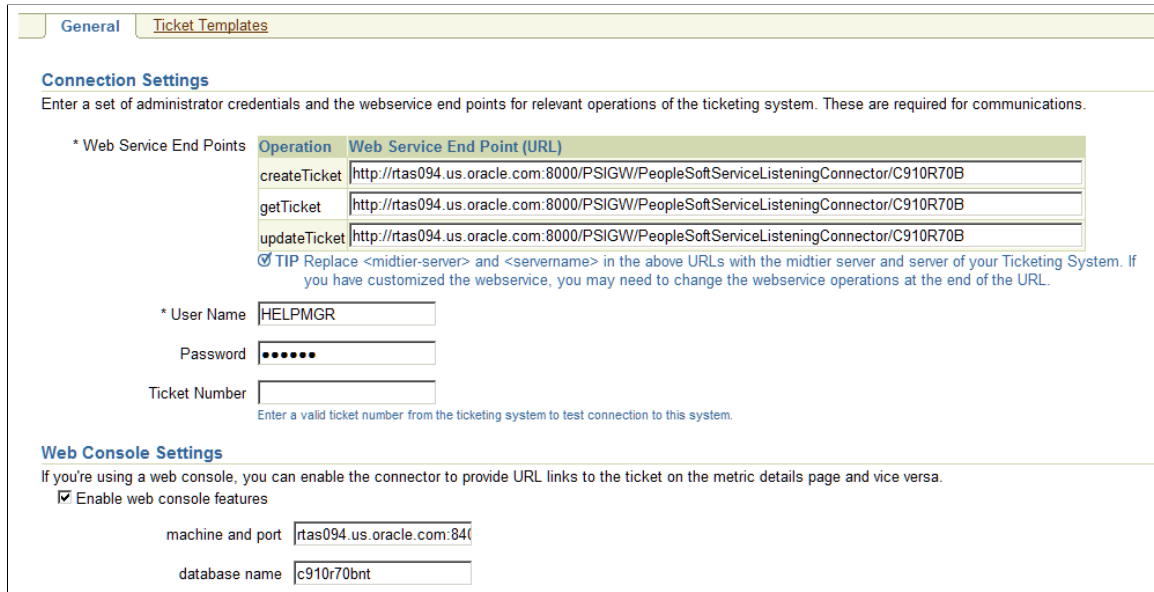 General Ticket Templates
Connection Settings
Enter a set of administrator credentials and the webservice end points for relevant operations of the ticketing system. These are required for communications.
* Web Service End Points Operation Web Service End Point (URL)
createTicket http://rtas094.us.oracle.com:8000/PSIGW/PeopleSoftServiceListeningConnector/C910R70B
getTicket http://rtas094.us.oracle.com:8000/PSIGW/PeopleSoftServiceListeningConnector/C910R70B
updateTicket http://rtas094.us.oracle.com:8000/PSIGW/PeopleSoftServiceListeningConnector/C910R70B
TIP Replace <midtier-server> and <servername> in the above URLs with the midtier server and server of your Ticketing System. If
you have customized the webservice, you may need to change the webservice operations at the end of the URL.
* User Name HELPMGR
Password ••••••
Ticket Number
Enter a valid ticket number from the ticketing system to test connection to this system.
Web Console Settings
If you're using a web console, you can enable the connector to provide URL links to the ticket on the metric details page and vice versa.
Enable web console features
machine and port rtas094.us.oracle.com:840
database name c910r70bnt